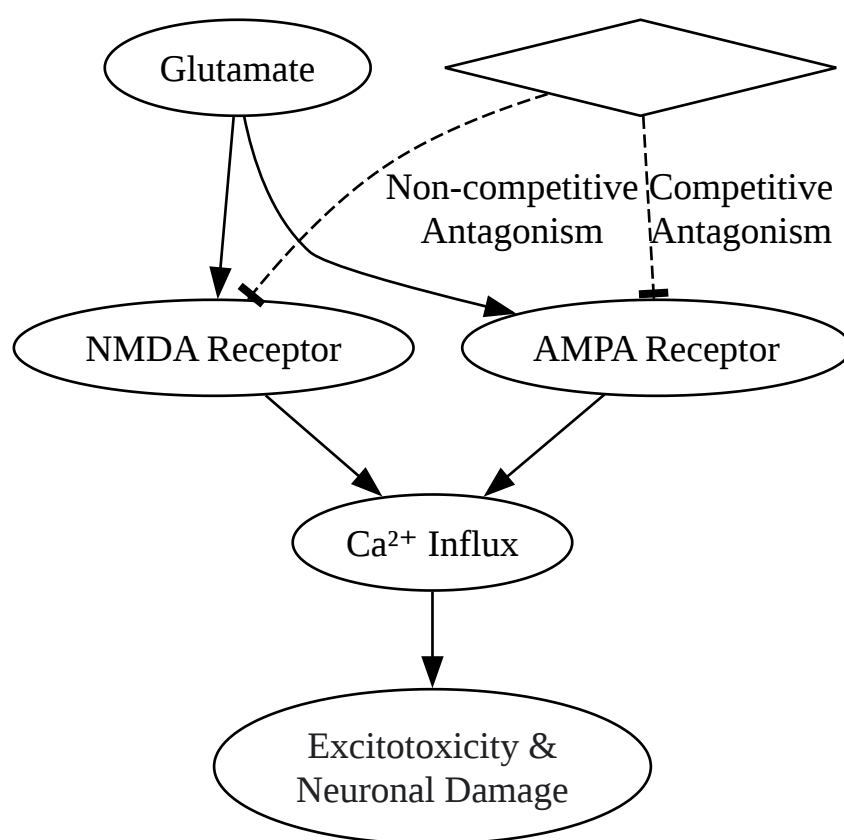 Glutamate
Non-competitive
Antagonism
Competitive
Antagonism
NMDA Receptor
AMPA Receptor
Ca²⁺ Influx
Excitotoxicity &
Neuronal Damage